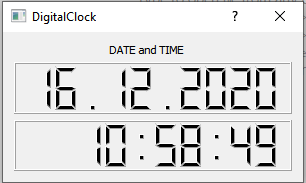 DigitalClock
DATE and TIME
16.12.2020
10:58:49